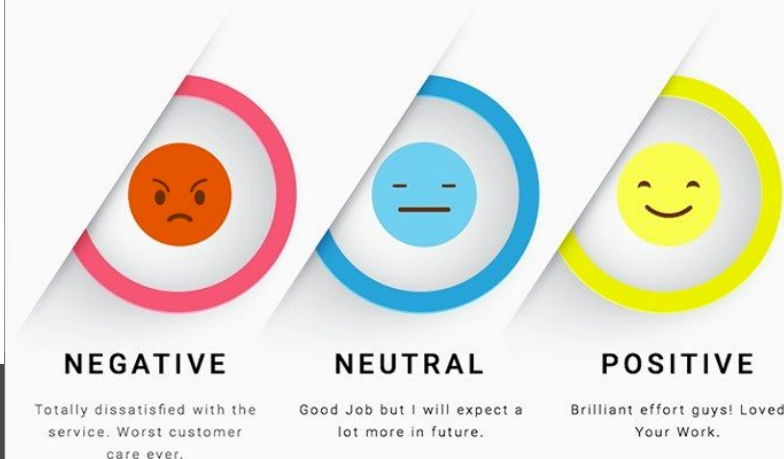 NEGATIVE
Totally dissatisfied with the
service. Worst customer
care ever.
NEUTRAL
Good Job but I will expect a
lot more in future.
POSITIVE
Brilliant effort guys! Loved
Your Work.